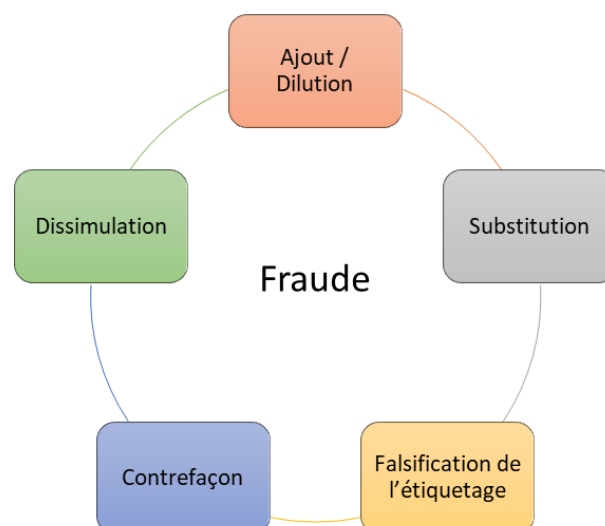 Ajout /
Dilution
Dissimulation
Substitution
Fraude
Contrefaçon
Falsification de
l’étiquetage